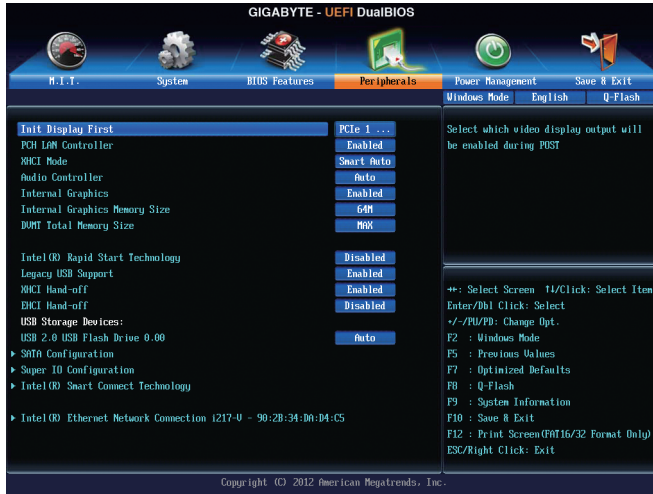 GIGABYTE - UEFI DualBIOS
M.I.T. System BIOS Features Peripherals Power Management Save & Exit
Windows Mode English Q-Flash
Init Display First PCIe 1 ...
PCH LAN Controller Enabled
XHCI Mode Smart Auto
Audio Controller Auto
Internal Graphics Enabled
Internal Graphics Memory Size 64M
DVMT Total Memory Size MAX
Intel(R) Rapid Start Technology Disabled
Legacy USB Support Enabled
XHCI Hand-off Enabled
EHCI Hand-off Disabled
USB Storage Devices:
USB 2.0 USB Flash Drive 0.00 Auto
SATA Configuration
Super IO Configuration
Intel(R) Smart Connect Technology
Intel(R) Ethernet Network Connection i217-V - 90:2B:34:DA:D4:C5
Select which video display output will
be enabled during POST
→←: Select Screen ↑↓/Click: Select Item
Enter/Dbl Click: Select
+/-/PU/PD: Change Opt.
F2 : Windows Mode
F5 : Previous Values
F7 : Optimized Defaults
F8 : Q-Flash
F9 : System Information
F10 : Save & Exit
F12 : Print Screen(FAT16/32 Format Only)
ESC/Right Click: Exit
Copyright (C) 2012 American Megatrends, Inc.